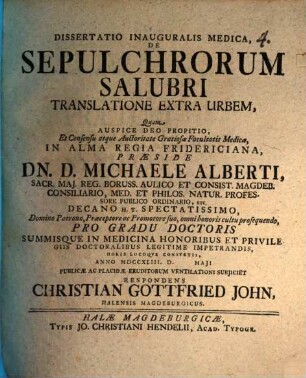 4.
DISSERTATIO INAUGURALIS MEDICA,
DE
SEPULCHRORUM
SALUBRI
TRANSLATIONE EXTRA URBEM,
Quam
AUSPICE DEO PROPITIO,
Et Consensu atque Authoritate Gratiosæ Facultatis Medicæ,
IN ALMA REGIA FRIDERICIANA,
PRÆSIDE
DN. D. MICHAELE ALBERTI,
SACR. MAJ. REG. BORUSS. AULICO ET CONSIST. MAGDEB.
CONSILIARIO, MED. ET PHILOS. NATUR. PROFES-
SORE PUBLICO ORDINARIO,
DECANO H. T. SPECTATISSIMO,
Domino Patrono, Præceptore ac Promotore suo, omni honoris cultu prosequendo,
PRO GRADU DOCTORIS
SUMMISQUE IN MEDICINA HONORIBUS ET PRIVILE-
GIIS DOCTORALIBUS LEGITIME IMPETRANDIS,
HORIS LOCOQUE CONSUETIS,
ANNO MDCCXLIII. D. MAJI
PUBLICÆ AC PLACIDÆ ERUDITORUM VENTILATIONI SUBJICIET
RESPONDENS
CHRISTIAN GOTTFRIED JOHN,
HALENSIS MAGDEBURGICUS.
HALÆ MAGDEBURGICÆ,
TYPIS JO. CHRISTIANI HENDELII, ACAD. TYPOGR.